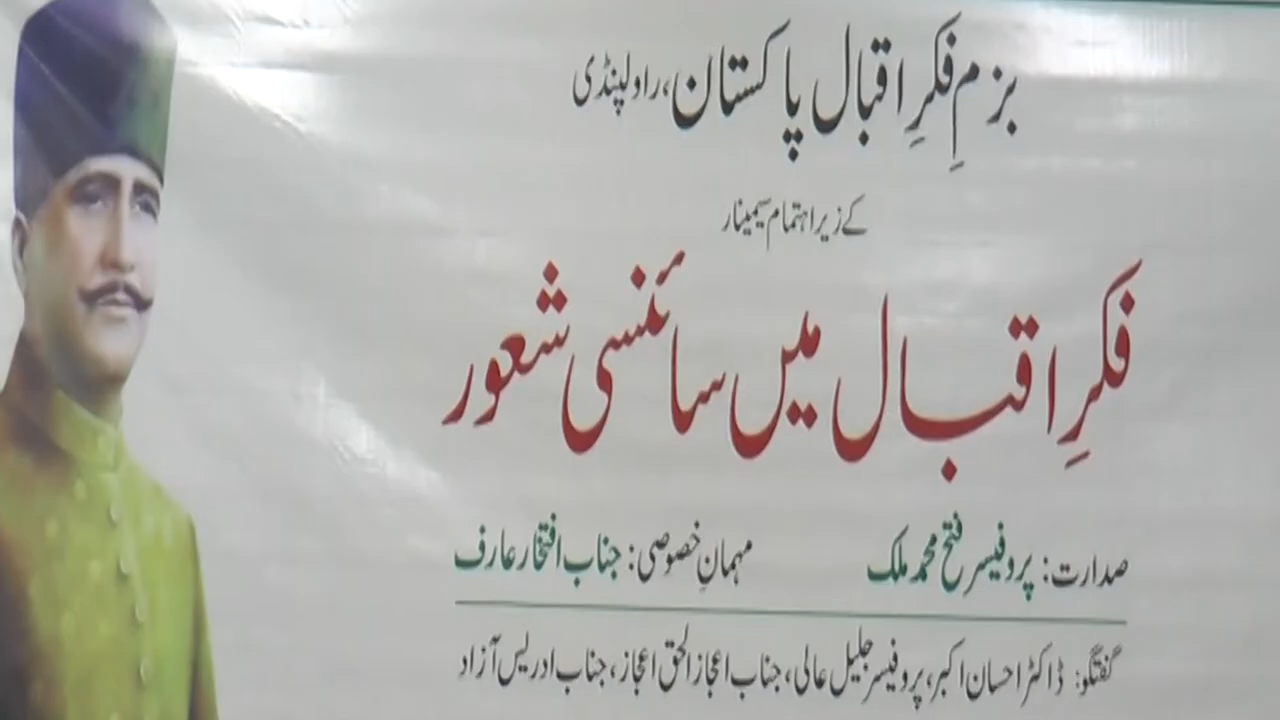 بزمِ فکرِ اقبال پاکستان، راولپنڈی
کے زیر اہتمام سیمینار
فکرِ اقبال میں سائنسی شعور
صدارت: پروفیسر فتح محمد ملک مہمانِ خصوصی: جناب افتخار عارف
گفتگو: ڈاکٹر احسان اکبر، پروفیسر جلیل عالی، جناب اعجاز الحق اعجاز، جناب ادریس آزاد